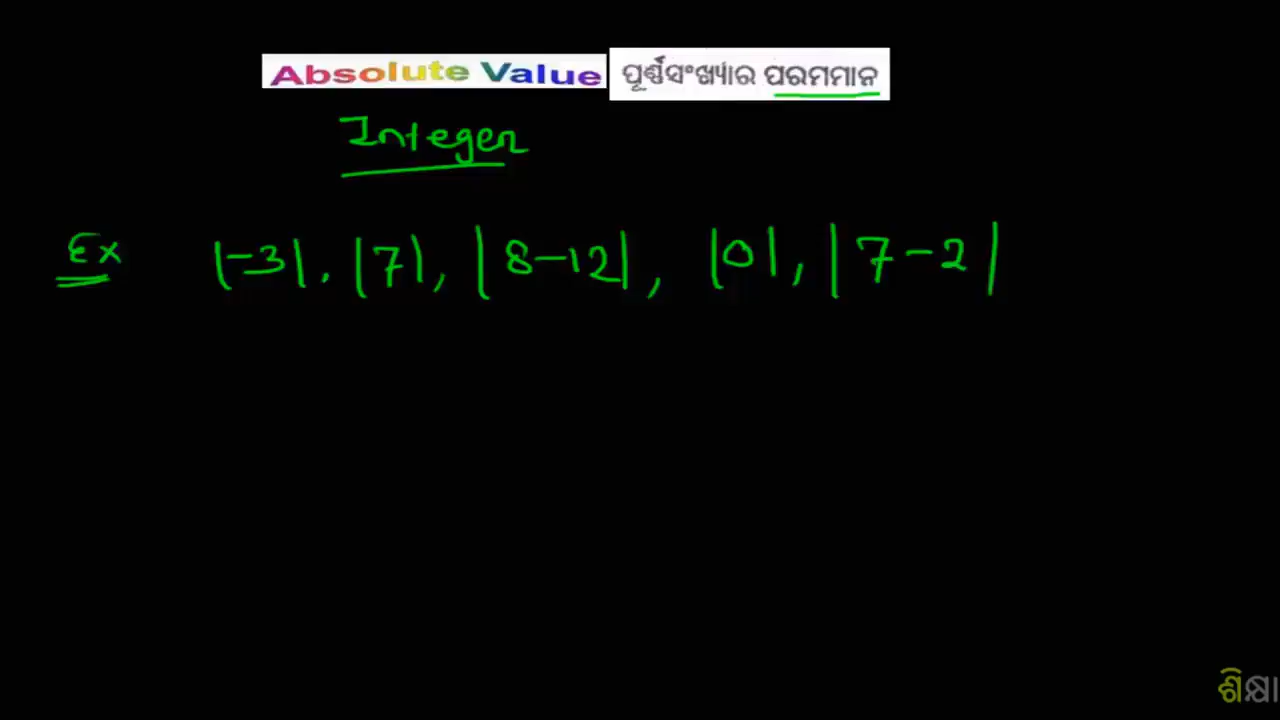 Absolute Value ପୂର୍ଣ୍ଣସଂଖ୍ୟାର ପରମମାନ
Integer
Ex |-3|. |7|, |8-12|, |0|, |7-2|
ଶିକ୍ଷା